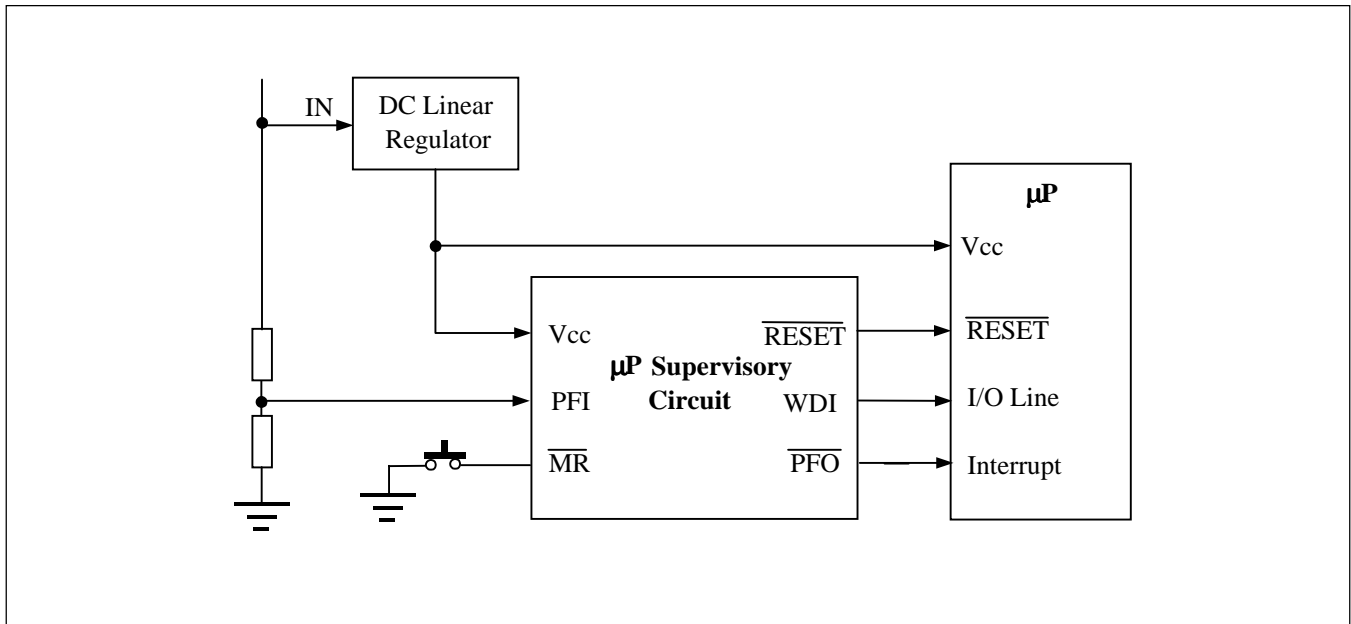 IN
DC Linear
Regulator
μP
Vcc
RESET
I/O Line
Interrupt
Vcc
PFI
MR
μP Supervisory
Circuit
RESET
WDI
PFO